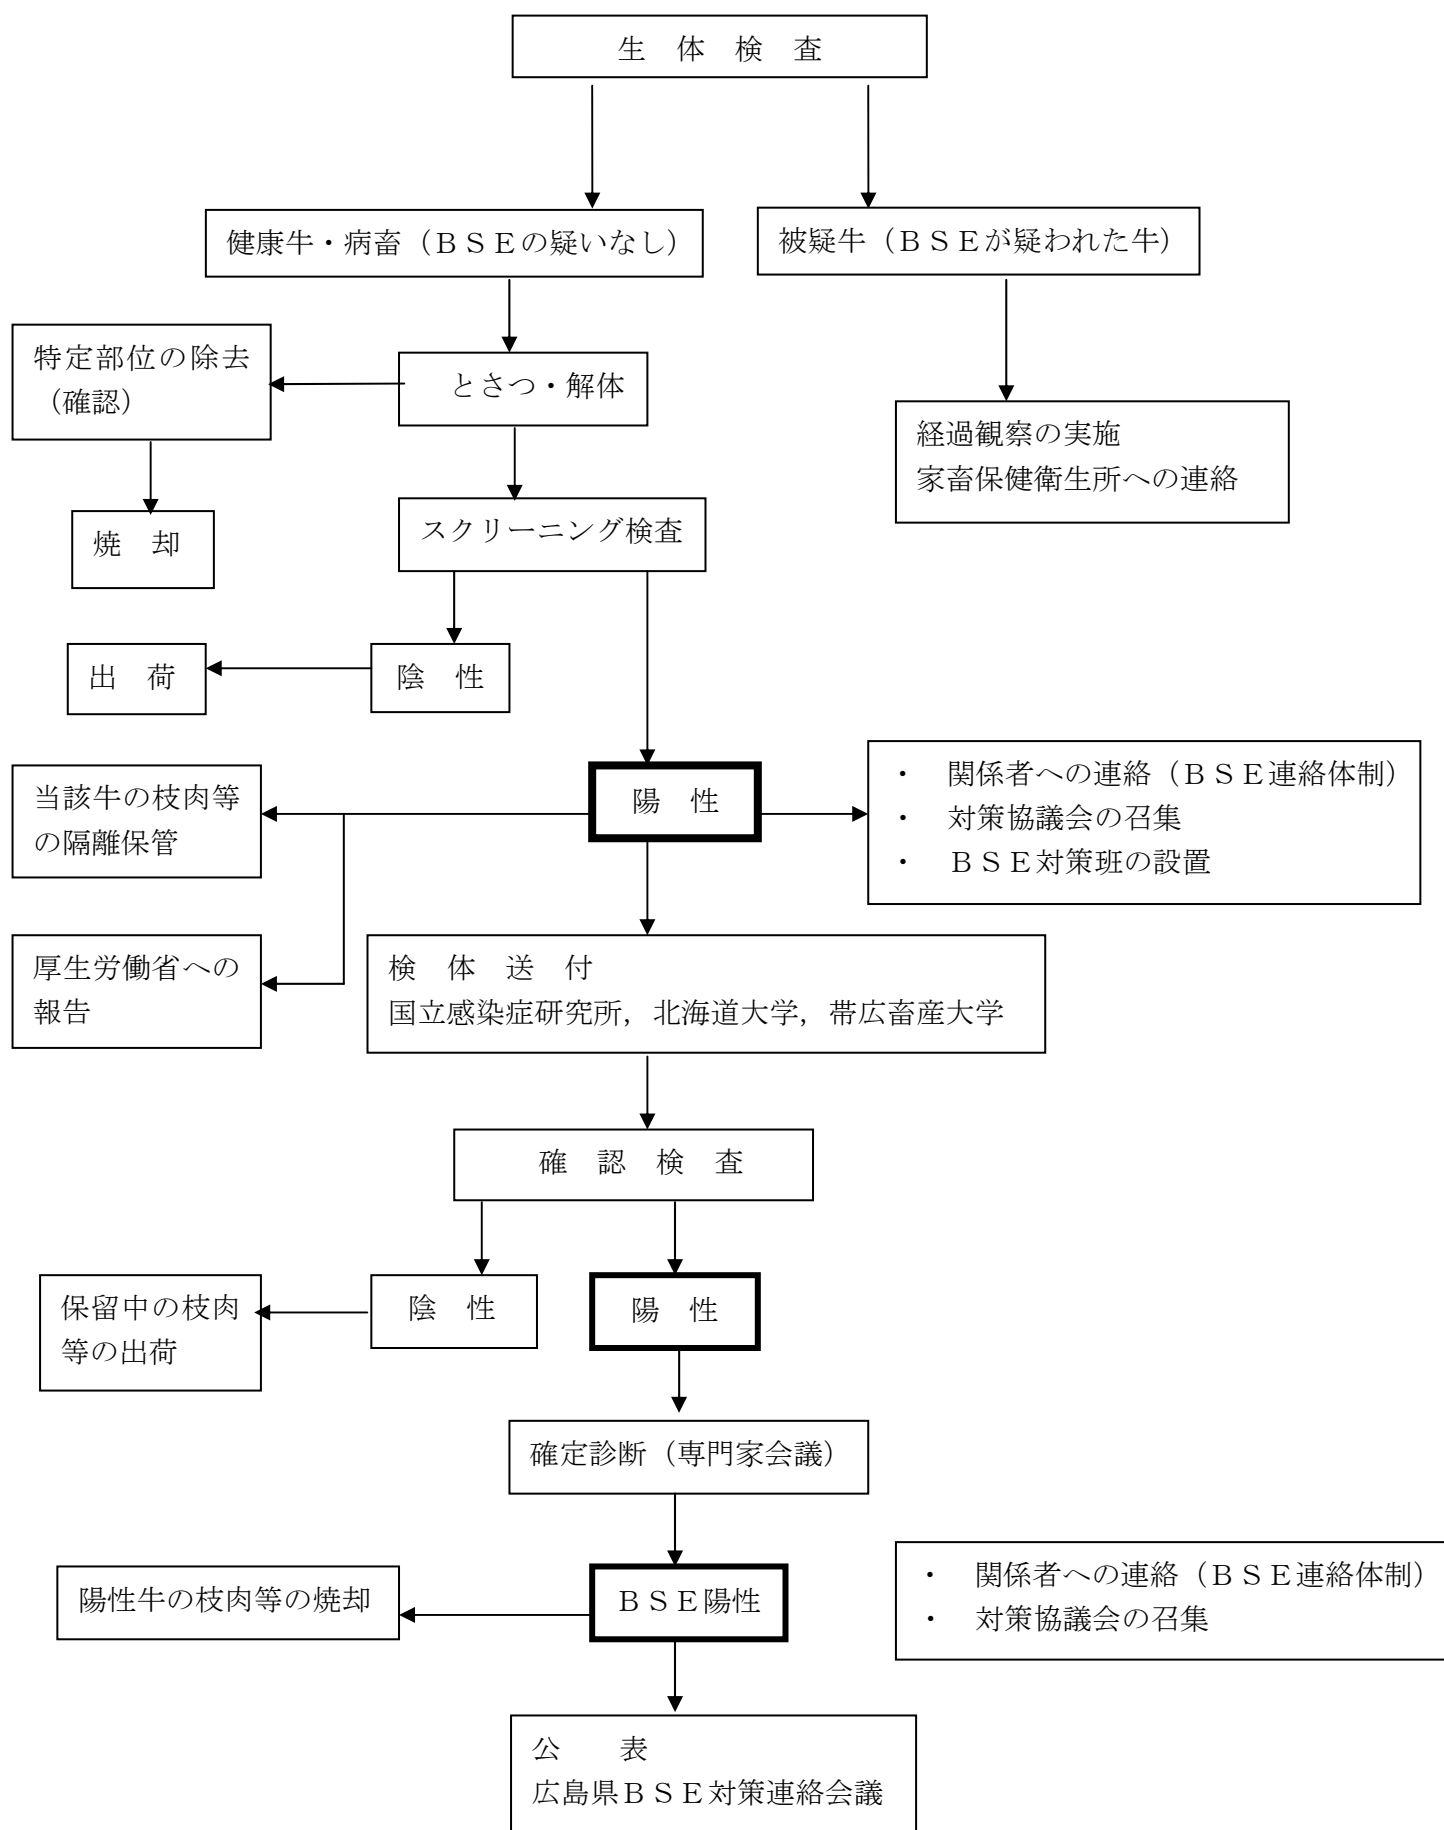 生　体　検　査
健康牛・病畜（ＢＳＥの疑いなし）
被疑牛（ＢＳＥが疑われた牛）
特定部位の除去
（確認）
とさつ・解体
経過観察の実施
家畜保健衛生所への連絡
焼　却
スクリーニング検査
出　荷
陰　性
当該牛の枝肉等
の隔離保管
陽　性
・　関係者への連絡（ＢＳＥ連絡体制）
・　対策協議会の召集
・　ＢＳＥ対策班の設置
厚生労働省への
報告
検　体　送　付
国立感染症研究所，北海道大学，帯広畜産大学
確　認　検　査
保留中の枝肉
等の出荷
陰　性
陽　性
確定診断（専門家会議）
陽性牛の枝肉等の焼却
ＢＳＥ陽性
・　関係者への連絡（ＢＳＥ連絡体制）
・　対策協議会の召集
公　　表
広島県ＢＳＥ対策連絡会議